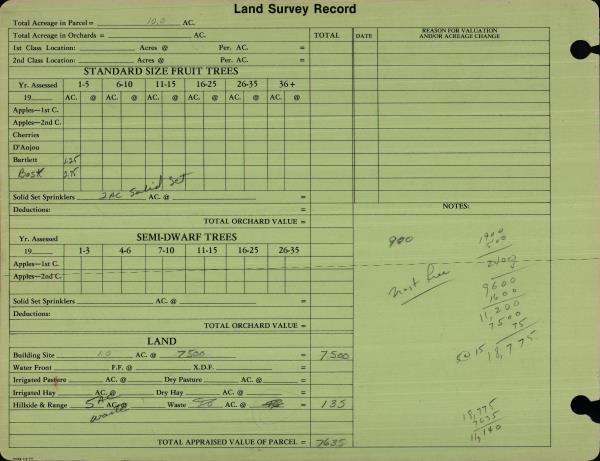 Land Survey Record
Total Acreage in Parcel = 10.0 AC.
Total Acreage in Orchards = AC. TOTAL
1st Class Location: Acres @ Per. AC. =
2nd Class Location: Acres @ Per. AC. =
STANDARD SIZE FRUIT TREES
Yr. Assessed 1-5 6-10 11-15 16-25 26-35 36+
19 AC. @ AC. @ AC. @ AC. @ AC. @ AC. @
Apples—1st C.
Apples—2nd C.
Cherries
D'Anjou
Bartlett 1.25
Bosk 2.75
Solid Set Sprinklers 2 AC Solid Set AC. @ =
Deductions: =
TOTAL ORCHARD VALUE =
SEMI-DWARF TREES
Yr. Assessed
19 1-3 4-6 7-10 11-15 16-25 26-35
Apples—1st C.
Apples—2nd C.
Solid Set Sprinklers AC. @ =
Deductions: =
TOTAL ORCHARD VALUE =
LAND
Building Site 1.0 AC. @ 7500 = 7500
Water Front F.F. @ X.D.F. =
Irrigated Pasture AC. @ Dry Pasture AC. @ =
Irrigated Hay AC. @ Dry Hay AC. @ =
Hillside & Range 5 AC AC. @ Waste AC. @ = 135
waste
TOTAL APPRAISED VALUE OF PARCEL = 7635
DATE REASON FOR VALUATION
AND/OR ACREAGE CHANGE
NOTES:
900
1900
500
2400
9600
1600
11,200
7500
75
5@15 18,775
18,775
7635
11,140